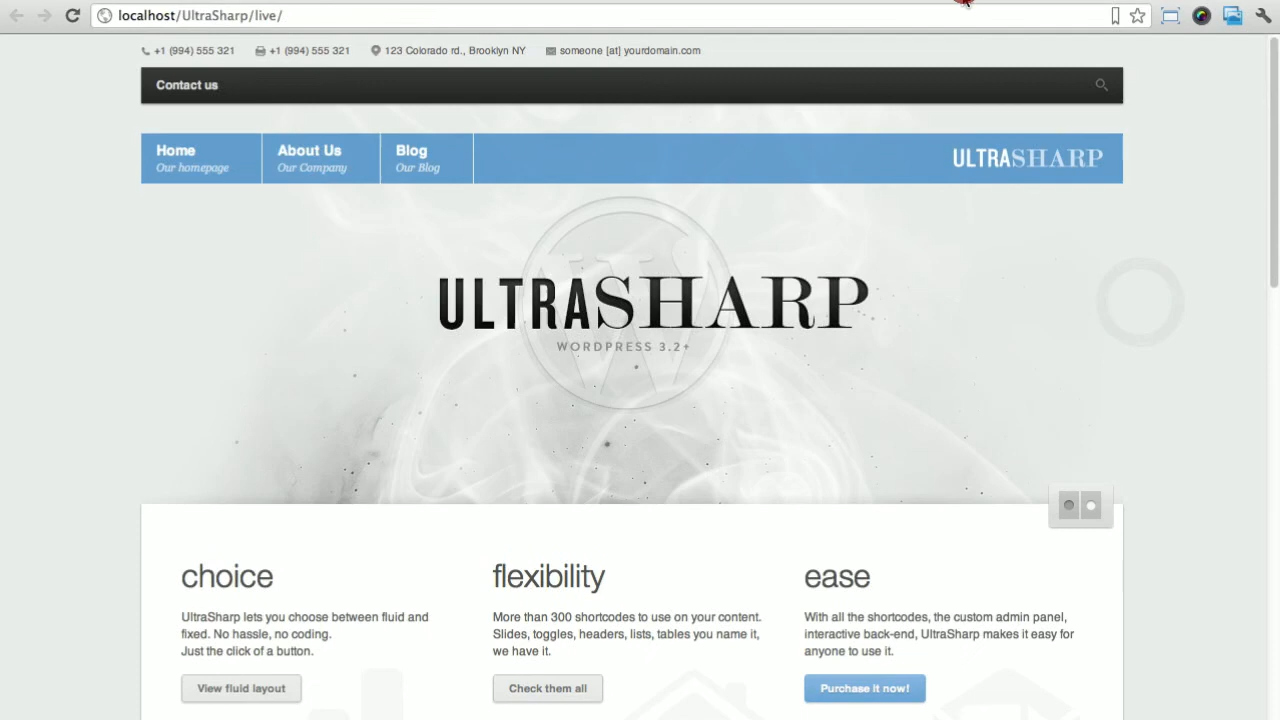 localhost/UltraSharp/live/
+1 (994) 555 321 +1 (994) 555 321 123 Colorado rd., Brooklyn NY someone [at] yourdomain.com
Contact us
Home About Us Blog
Our homepage Our Company Our Blog
ULTRASHARP
W
ULTRASHARP
WORDPRESS 3.2+
choice
UltraSharp lets you choose between fluid and
fixed. No hassle, no coding.
Just the click of a button.
View fluid layout
flexibility
More than 300 shortcodes to use on your content.
Slides, toggles, headers, lists, tables you name it,
we have it.
Check them all
ease
With all the shortcodes, the custom admin panel,
interactive back-end, UltraSharp makes it easy for
anyone to use it.
Purchase it now!